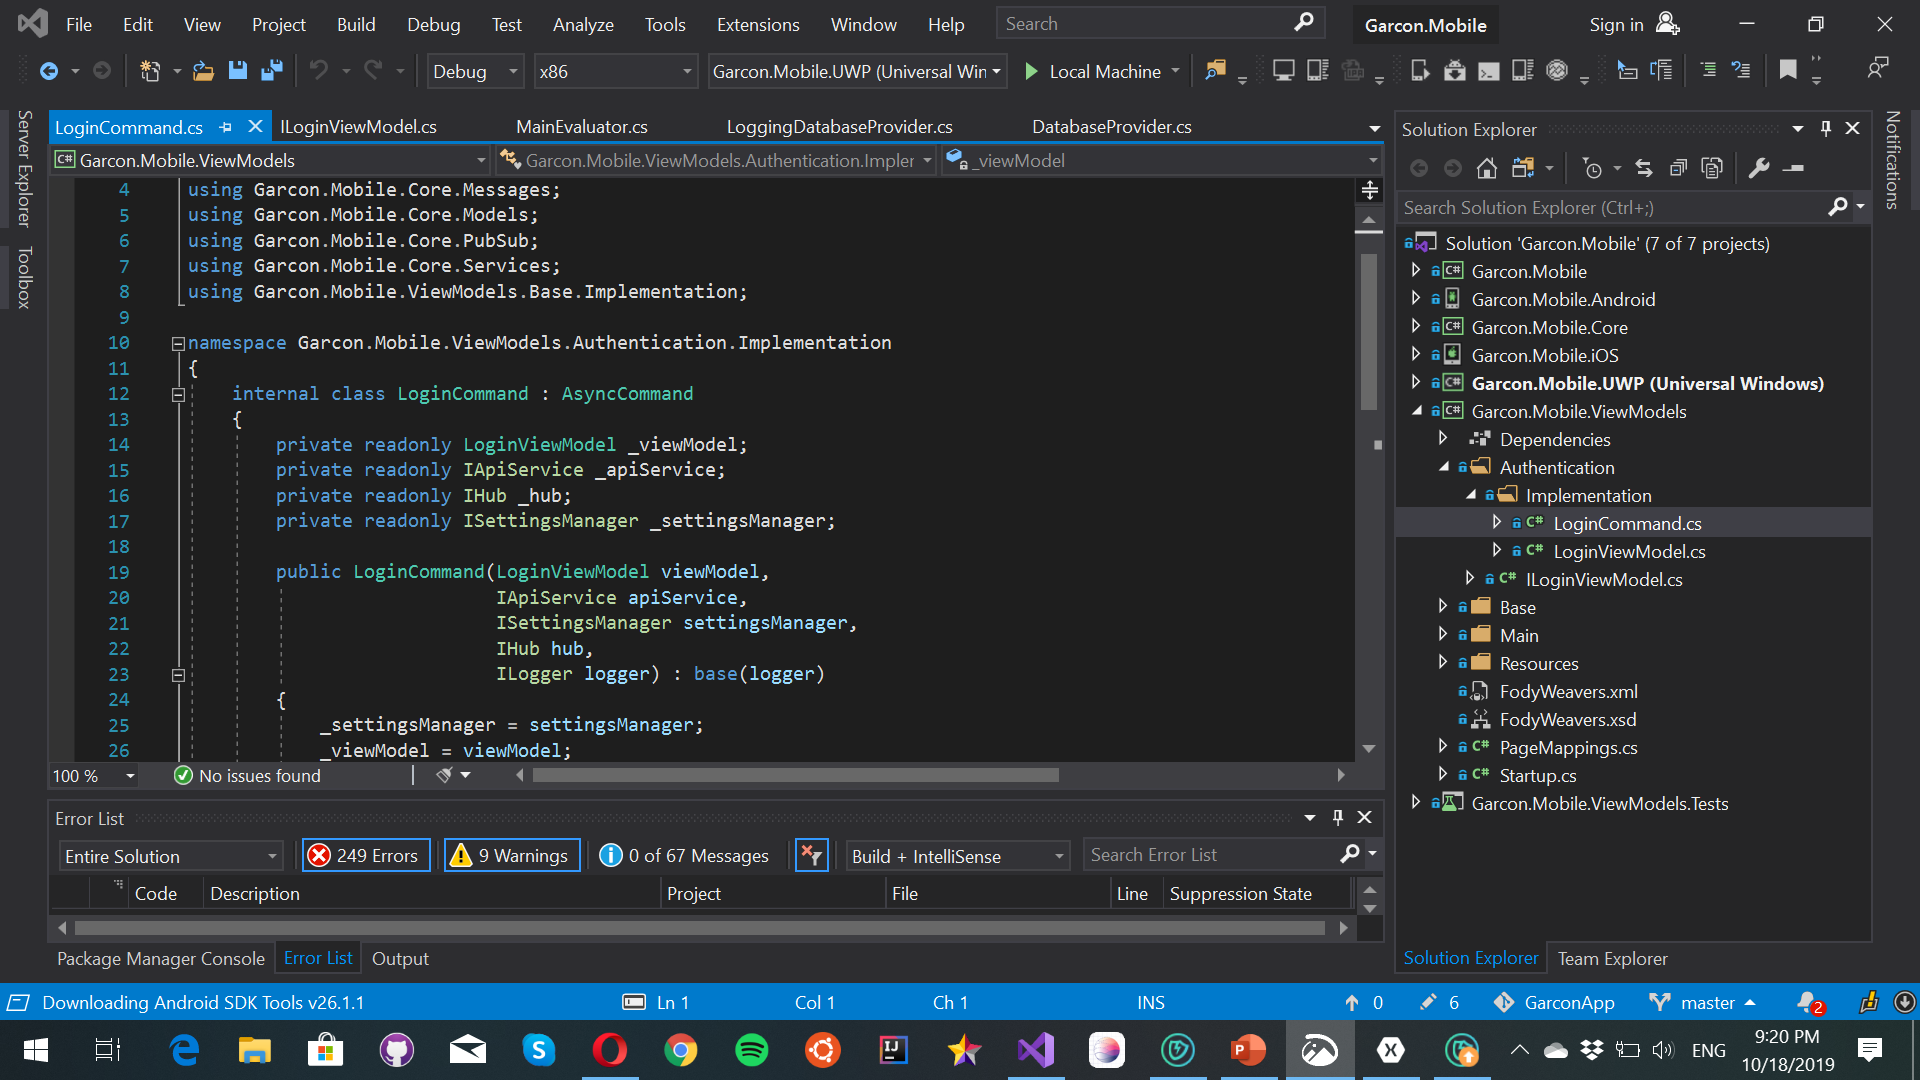 File Edit View Project Build Debug Test Analyze Tools Extensions Window Help Search Garcon.Mobile Sign in
Debug x86 Garcon.Mobile.UWP (Universal Win Local Machine
Server Explorer
Toolbox
LoginCommand.cs ILoginViewModel.cs MainEvaluator.cs LoggingDatabaseProvider.cs DatabaseProvider.cs
C# Garcon.Mobile.ViewModels Garcon.Mobile.ViewModels.Authentication.Impler _viewModel
4 using Garcon.Mobile.Core.Messages;
5 using Garcon.Mobile.Core.Models;
6 using Garcon.Mobile.Core.PubSub;
7 using Garcon.Mobile.Core.Services;
8 using Garcon.Mobile.ViewModels.Base.Implementation;
9
10 namespace Garcon.Mobile.ViewModels.Authentication.Implementation
11 {
12 internal class LoginCommand : AsyncCommand
13 {
14 private readonly LoginViewModel _viewModel;
15 private readonly IApiService _apiService;
16 private readonly IHub _hub;
17 private readonly ISettingsManager _settingsManager;
18
19 public LoginCommand(LoginViewModel viewModel,
20 IApiService apiService,
21 ISettingsManager settingsManager,
22 IHub hub,
23 ILogger logger) : base(logger)
24 {
25 _settingsManager = settingsManager;
26 _viewModel = viewModel;
100 % No issues found
Error List
Entire Solution 249 Errors 9 Warnings 0 of 67 Messages Build + IntelliSense Search Error List
Code Description Project File Line Suppression State
Package Manager Console Error List Output
Solution Explorer
Search Solution Explorer (Ctrl+;)
Solution 'Garcon.Mobile' (7 of 7 projects)
C# Garcon.Mobile
Garcon.Mobile.Android
C# Garcon.Mobile.Core
Garcon.Mobile.iOS
C# Garcon.Mobile.UWP (Universal Windows)
C# Garcon.Mobile.ViewModels
Dependencies
Authentication
Implementation
C# LoginCommand.cs
C# LoginViewModel.cs
C# ILoginViewModel.cs
Base
Main
Resources
FodyWeavers.xml
FodyWeavers.xsd
C# PageMappings.cs
C# Startup.cs
Garcon.Mobile.ViewModels.Tests
Solution Explorer Team Explorer
Notifications
Downloading Android SDK Tools v26.1.1 Ln 1 Col 1 Ch 1 INS 0 6 GarconApp master 2
ENG 9:20 PM
10/18/2019